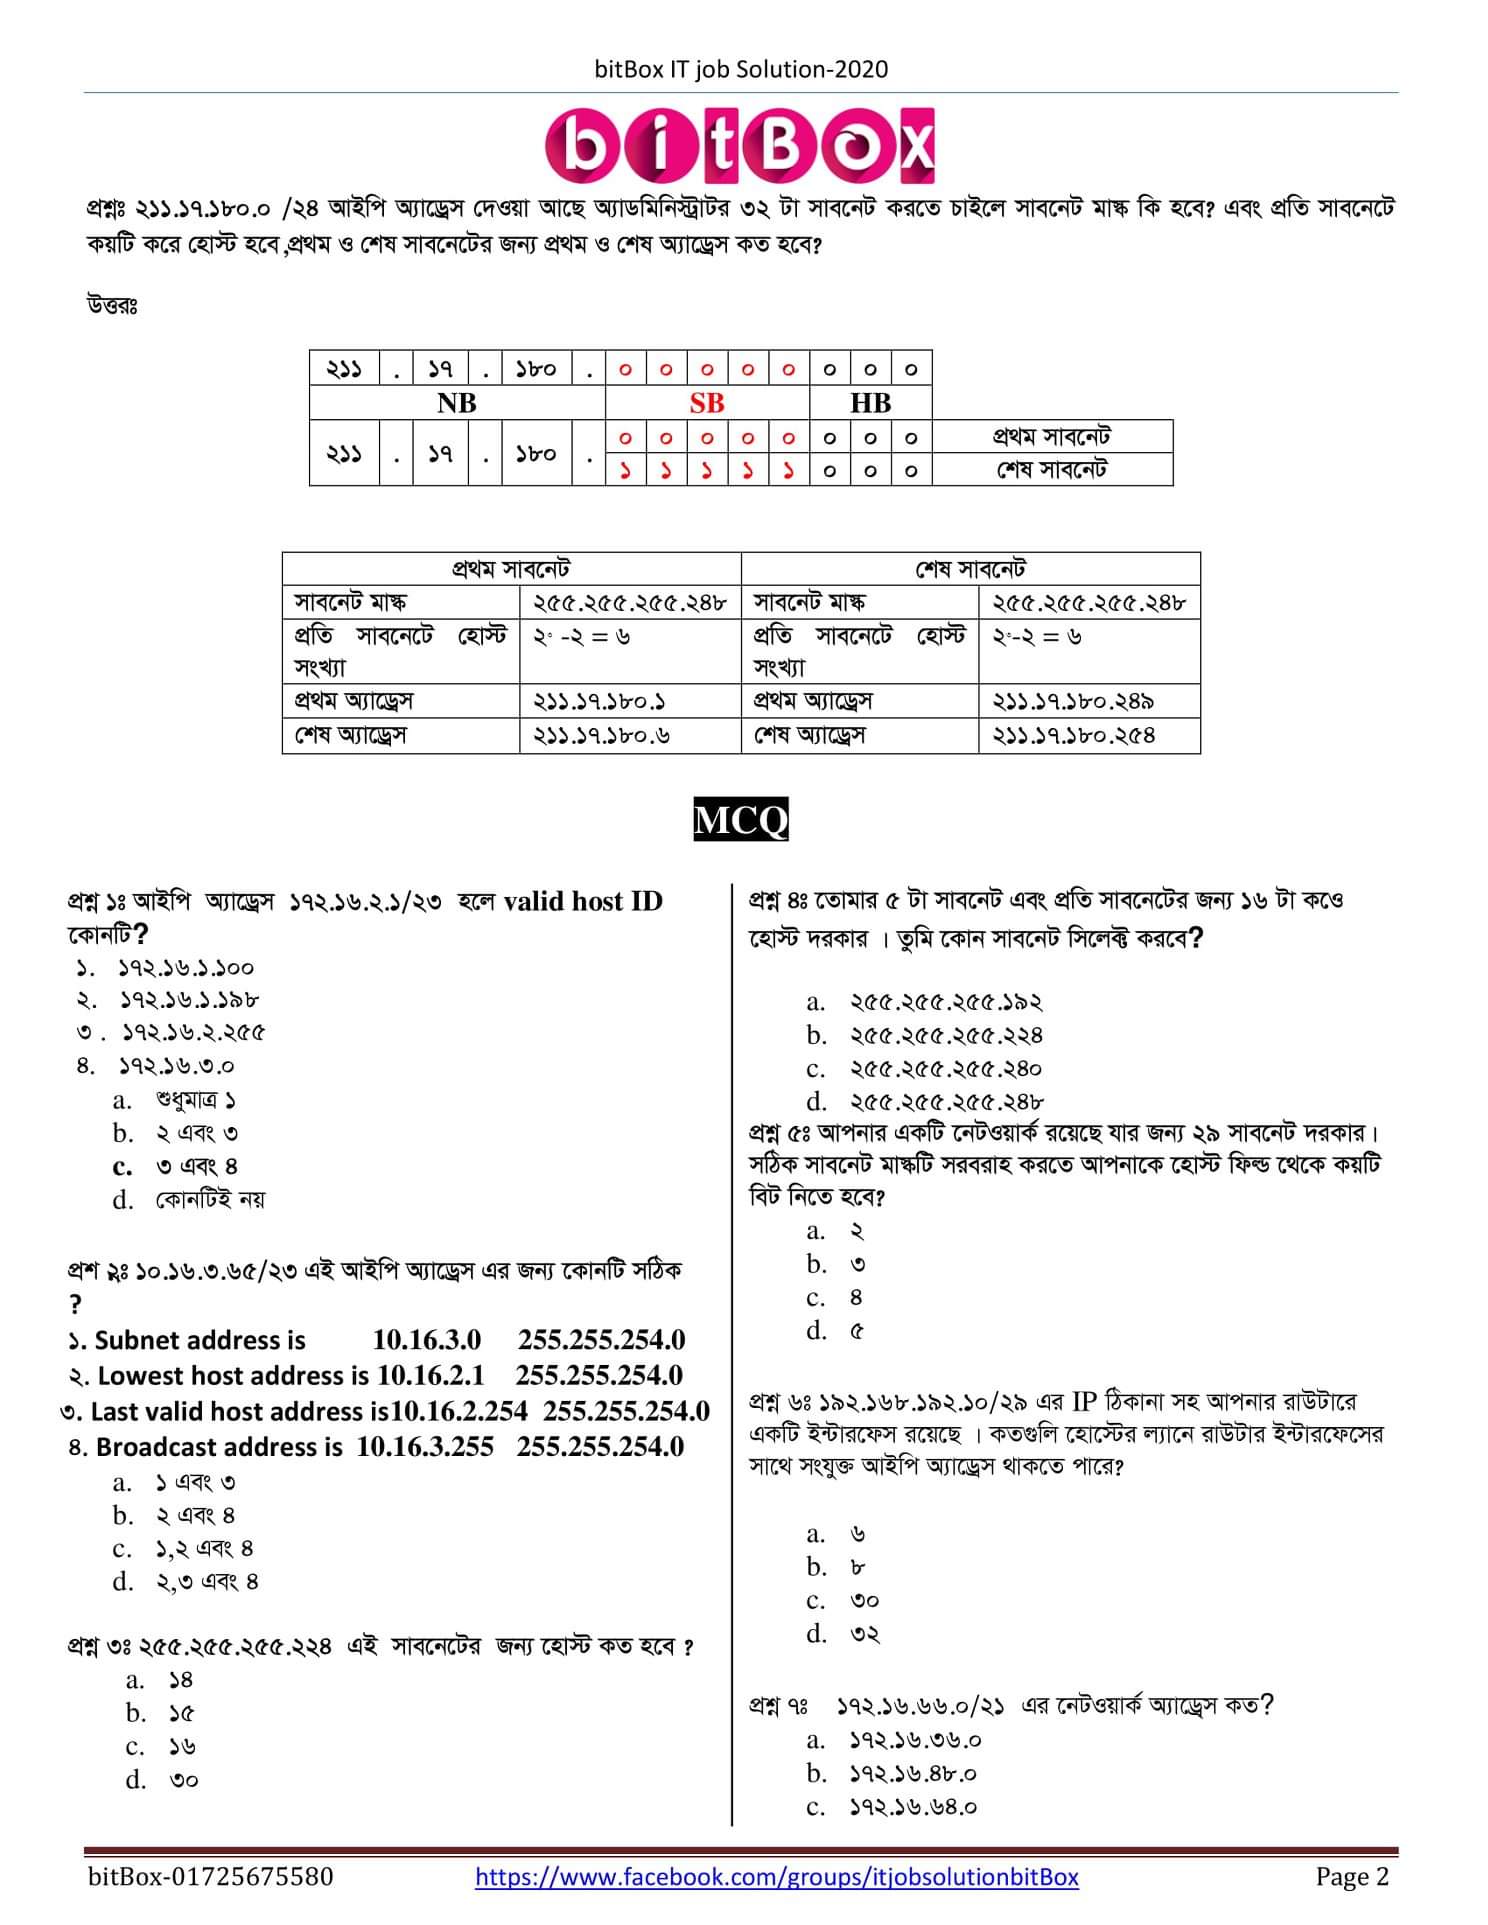 bitBox IT job Solution-2020
bitBox
প্রশ্নঃ ২১১.১৭.১৮০.০ /২৪ আইপি অ্যাড্রেস দেওয়া আছে অ্যাডমিনিস্ট্রাটর ৩২ টা সাবনেট করতে চাইলে সাবনেট মাস্ক কি হবে? এবং প্রতি সাবনেটে
কয়টি করে হোস্ট হবে,প্রথম ও শেষ সাবনেটের জন্য প্রথম ও শেষ অ্যাড্রেস কত হবে?
উত্তরঃ
২১১ . ১৭ . ১৮০ . ০ ০ ০ ০ ০ ০ ০ ০
NB SB HB
২১১ . ১৭ . ১৮০ . ০ ০ ০ ০ ০ ০ ০ ০ প্রথম সাবনেট
১ ১ ১ ১ ১ ০ ০ ০ শেষ সাবনেট
প্রথম সাবনেট শেষ সাবনেট
সাবনেট মাস্ক ২৫৫.২৫৫.২৫৫.২৪৮ সাবনেট মাস্ক ২৫৫.২৫৫.২৫৫.২৪৮
প্রতি সাবনেটে হোস্ট ২৩ -২ = ৬ প্রতি সাবনেটে হোস্ট ২৩-২ = ৬
সংখ্যা সংখ্যা
প্রথম অ্যাড্রেস ২১১.১৭.১৮০.১ প্রথম অ্যাড্রেস ২১১.১৭.১৮০.২৪৯
শেষ অ্যাড্রেস ২১১.১৭.১৮০.৬ শেষ অ্যাড্রেস ২১১.১৭.১৮০.২৫৪
MCQ
প্রশ্ন ১ঃ আইপি অ্যাড্রেস ১৭২.১৬.২.১/২৩ হলে valid host ID
কোনটি?
১. ১৭২.১৬.১.১০০
২. ১৭২.১৬.১.১৯৮
৩ . ১৭২.১৬.২.২৫৫
৪. ১৭২.১৬.৩.০
a. শুধুমাত্র ১
b. ২ এবং ৩
c. ৩ এবং ৪
d. কোনটিই নয়
প্রশ্ন ২ঃ ১০.১৬.৩.৬৫/২৩ এই আইপি অ্যাড্রেস এর জন্য কোনটি সঠিক
?
১. Subnet address is 10.16.3.0 255.255.254.0
২. Lowest host address is 10.16.2.1 255.255.254.0
৩. Last valid host address is10.16.2.254 255.255.254.0
৪. Broadcast address is 10.16.3.255 255.255.254.0
a. ১ এবং ৩
b. ২ এবং ৪
c. ১,২ এবং ৪
d. ২,৩ এবং ৪
প্রশ্ন ৩ঃ ২৫৫.২৫৫.২৫৫.২২৪ এই সাবনেটের জন্য হোস্ট কত হবে ?
a. ১৪
b. ১৫
c. ১৬
d. ৩০
প্রশ্ন ৪ঃ তোমার ৫ টা সাবনেট এবং প্রতি সাবনেটের জন্য ১৬ টা কওে
হোস্ট দরকার । তুমি কোন সাবনেট সিলেক্ট করবে?
a. ২৫৫.২৫৫.২৫৫.১৯২
b. ২৫৫.২৫৫.২৫৫.২২৪
c. ২৫৫.২৫৫.২৫৫.২৪০
d. ২৫৫.২৫৫.২৫৫.২৪৮
প্রশ্ন ৫ঃ আপনার একটি নেটওয়ার্ক রয়েছে যার জন্য ২৯ সাবনেট দরকার।
সঠিক সাবনেট মাস্কটি সরবরাহ করতে আপনাকে হোস্ট ফিল্ড থেকে কয়টি
বিট নিতে হবে?
a. ২
b. ৩
c. ৪
d. ৫
প্রশ্ন ৬ঃ ১৯২.১৬৮.১৯২.১০/২৯ এর IP ঠিকানা সহ আপনার রাউটারে
একটি ইন্টারফেস রয়েছে । কতগুলি হোস্টের ল্যানে রাউটার ইন্টারফেসের
সাথে সংযুক্ত আইপি অ্যাড্রেস থাকতে পারে?
a. ৬
b. ৮
c. ৩০
d. ৩২
প্রশ্ন ৭ঃ ১৭২.১৬.৬৬.০/২১ এর নেটওয়ার্ক অ্যাড্রেস কত?
a. ১৭২.১৬.৩৬.০
b. ১৭২.১৬.৪৮.০
c. ১৭২.১৬.৬৪.০
bitBox-01725675580 https://www.facebook.com/groups/itjobsolutionbitBox Page 2